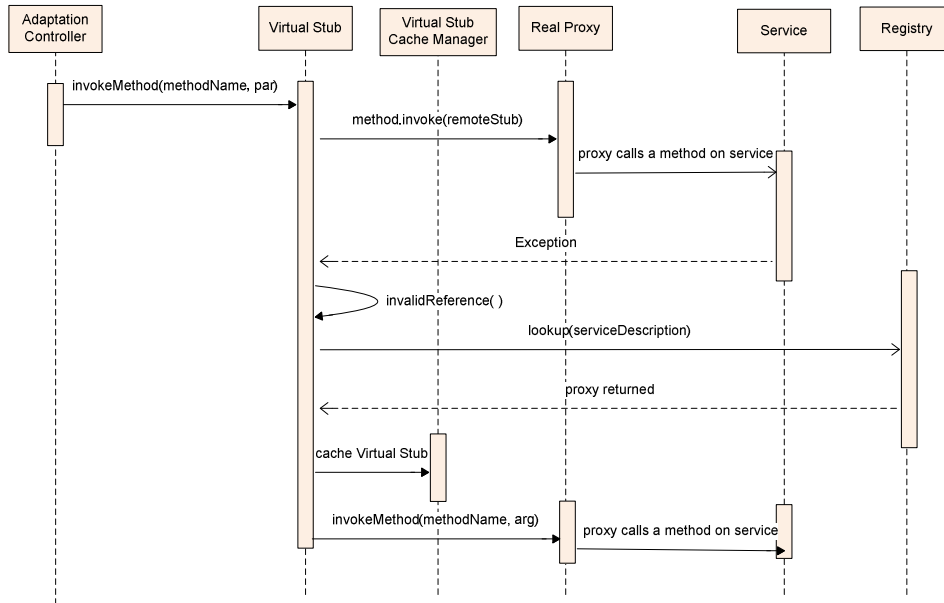 Adaptation
Controller
Virtual Stub
Virtual Stub
Cache Manager
Real Proxy
Service
Registry
invokeMethod(methodName, par)
method.invoke(remoteStub)
proxy calls a method on service
Exception
invalidReference( )
lookup(serviceDescription)
proxy returned
cache Virtual Stub
invokeMethod(methodName, arg)
proxy calls a method on service